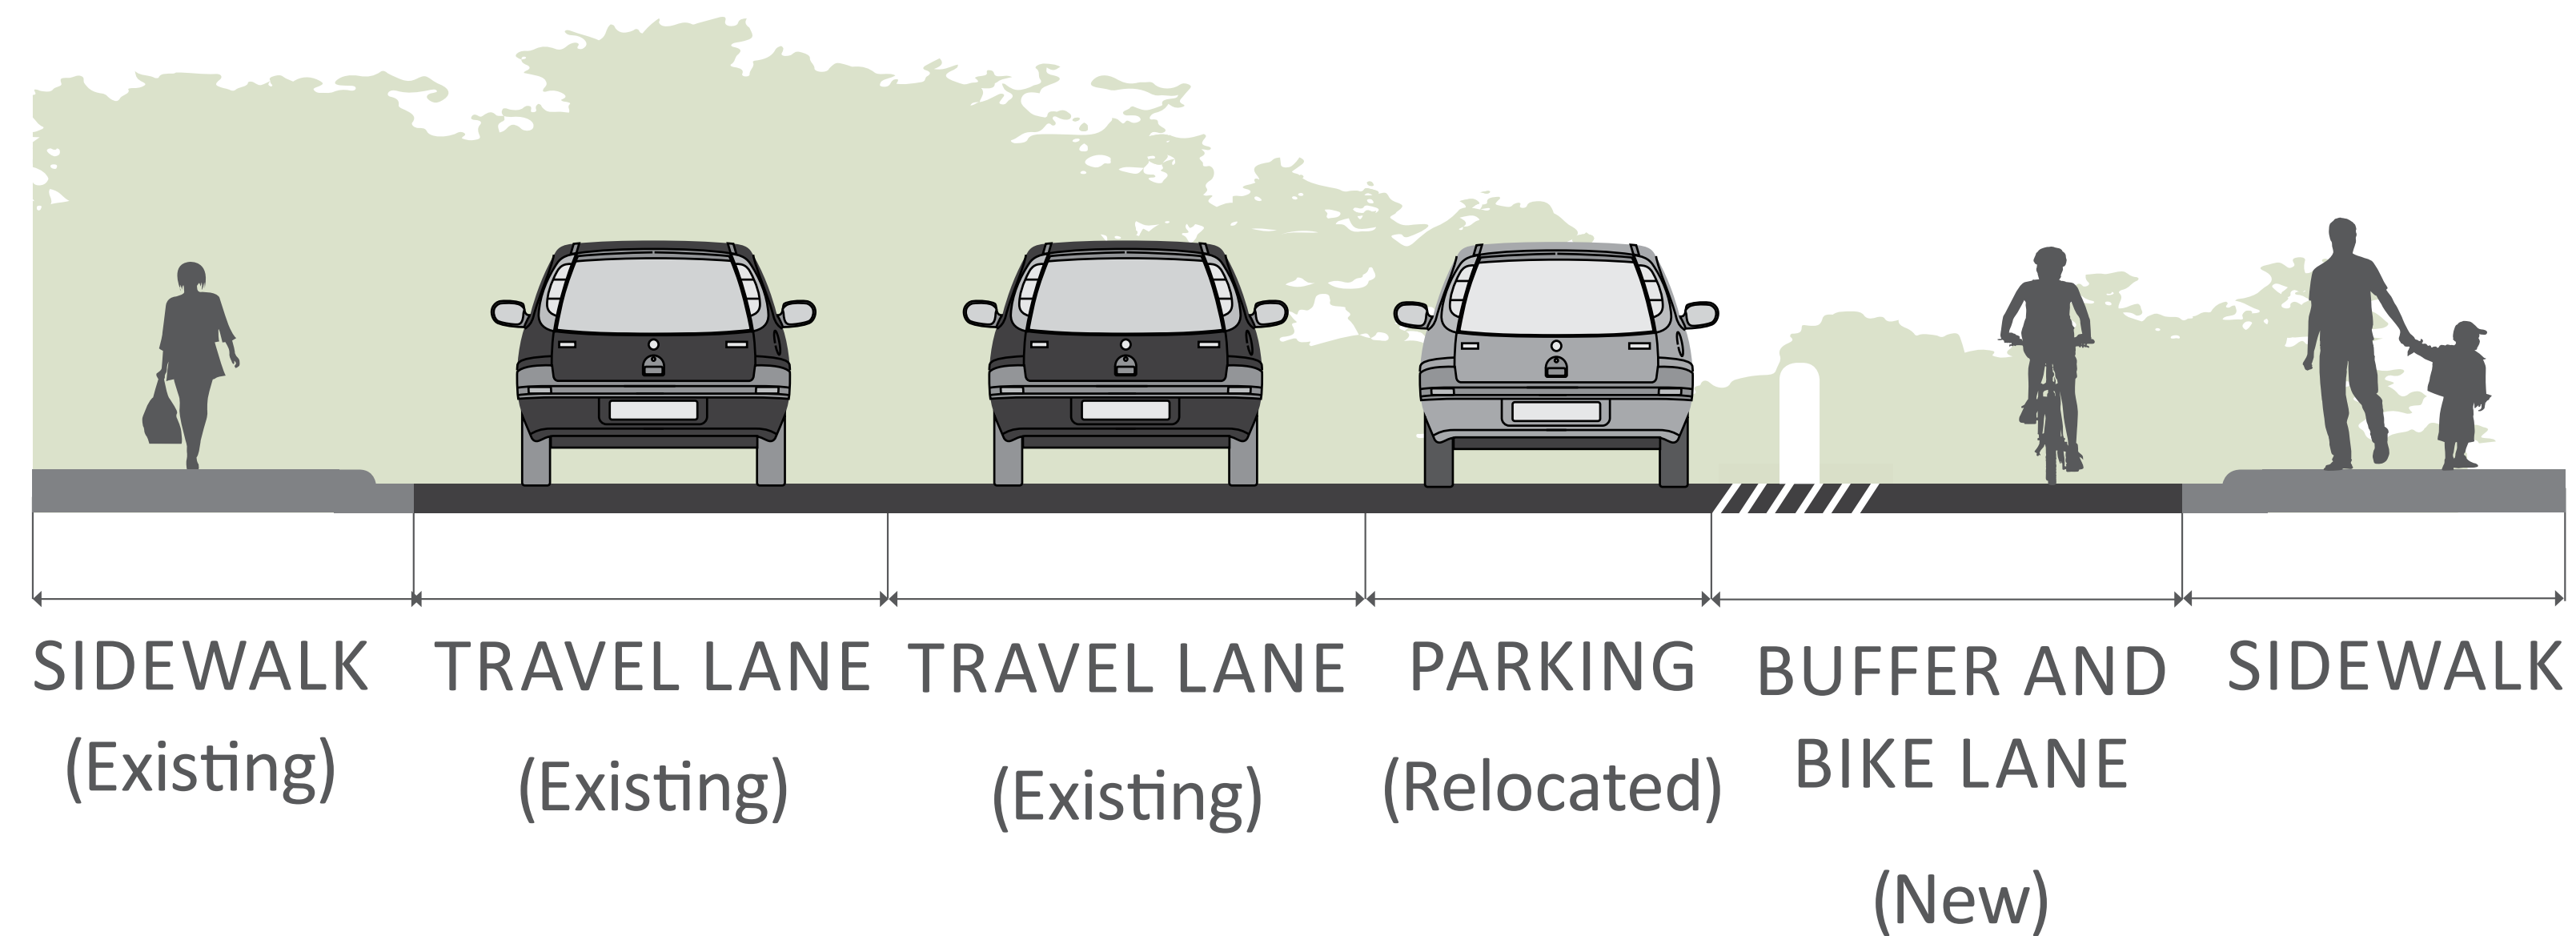 SIDEWALK
(Existing)
TRAVEL LANE
(Existing)
TRAVEL LANE
(Existing)
PARKING
(Relocated)
BUFFER AND
BIKE LANE
(New)
SIDEWALK